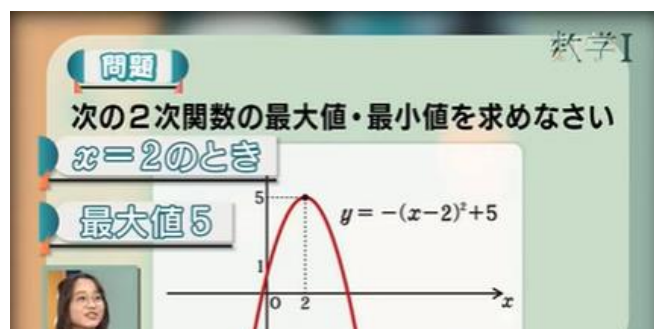 数学I
問題
次の2次関数の最大値・最小値を求めなさい
x=2のとき
最大値5
5
y = −(x−2)²+5
1
O 2 x